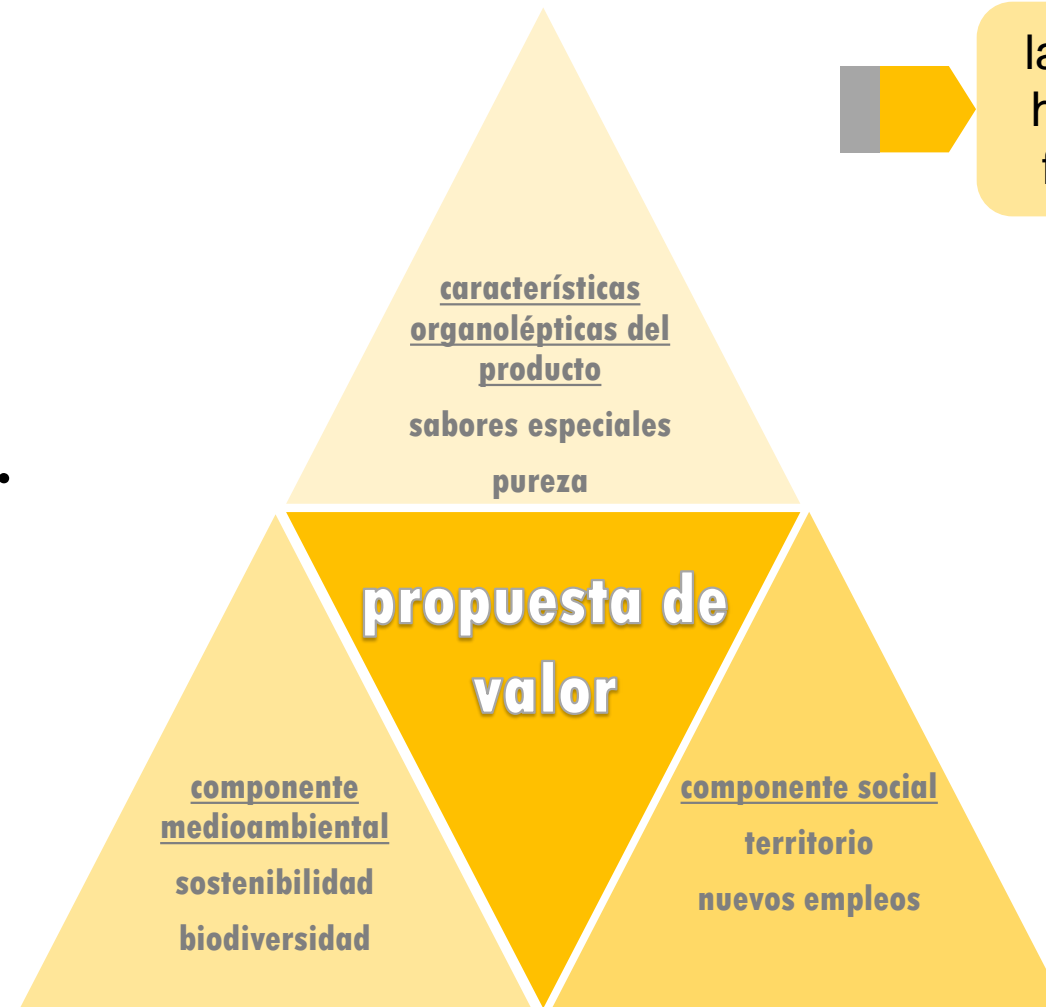 características
organolépticas del
producto
sabores especiales
pureza
propuesta de
valor
componente
medioambiental
sostenibilidad
biodiversidad
componente social
territorio
nuevos empleos